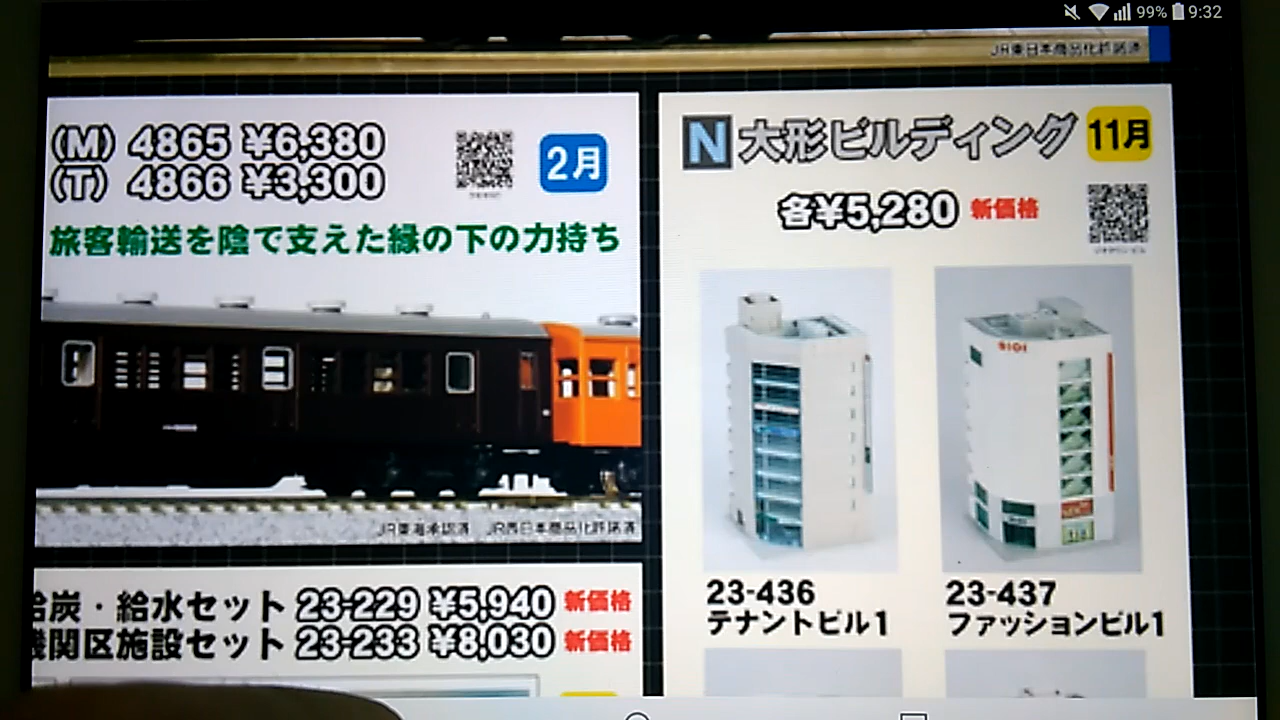 99% 9:32
JR東日本商品化許諾済
(M) 4865 ¥6,380
(T) 4866 ¥3,300
2月
旅客輸送を陰で支えた縁の下の力持ち
JR東海承認済 JR西日本商品化許諾済
給炭・給水セット 23-229 ¥5,940 新価格
機関区施設セット 23-233 ¥8,030 新価格
N 大形ビルディング 11月
各¥5,280 新価格
0101
23-436
テナントビル1
23-437
ファッションビル1